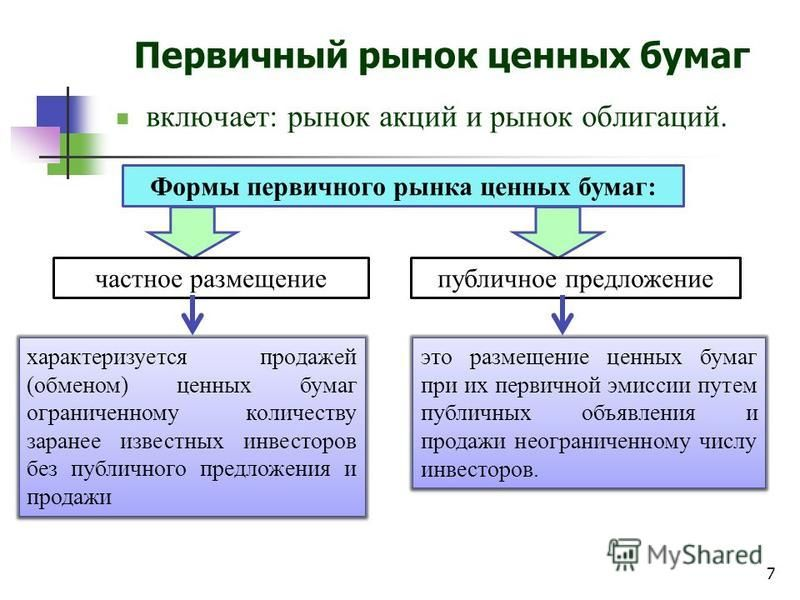 Первичный рынок ценных бумаг
включает: рынок акций и рынок облигаций.
Формы первичного рынка ценных бумаг:
частное размещение
публичное предложение
характеризуется продажей
(обменом) ценных бумаг
ограниченному количеству
заранее известных инвесторов
без публичного предложения и
продажи
это размещение ценных бумаг
при их первичной эмиссии путем
публичных объявления и
продажи неограниченному числу
инвесторов.
MyShared
7